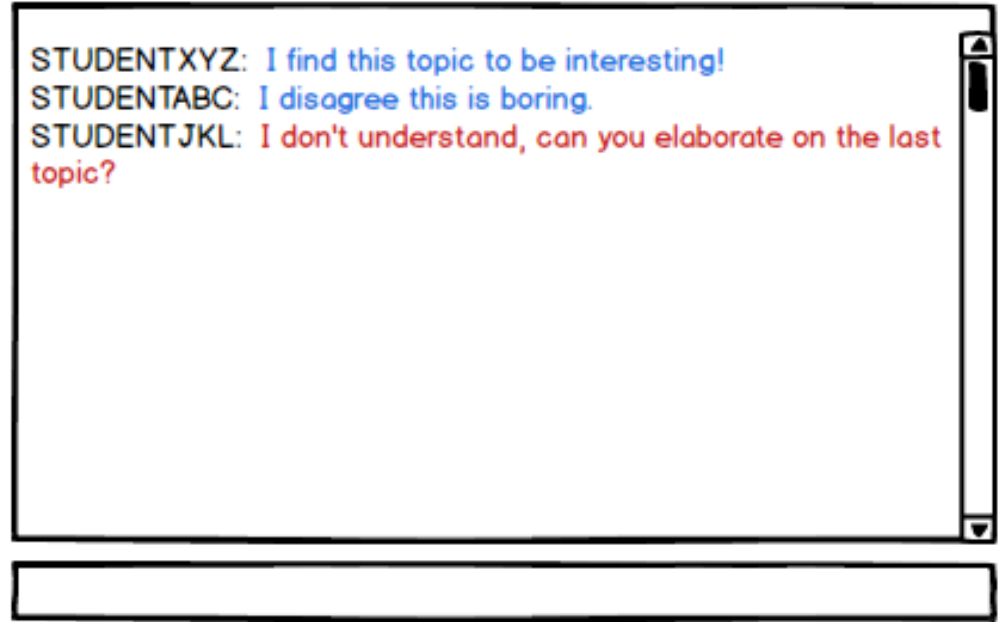 STUDENTXYZ: I find this topic to be interesting!
STUDENTABC: I disagree this is boring.
STUDENTJKL: I don't understand, can you elaborate on the last
topic?